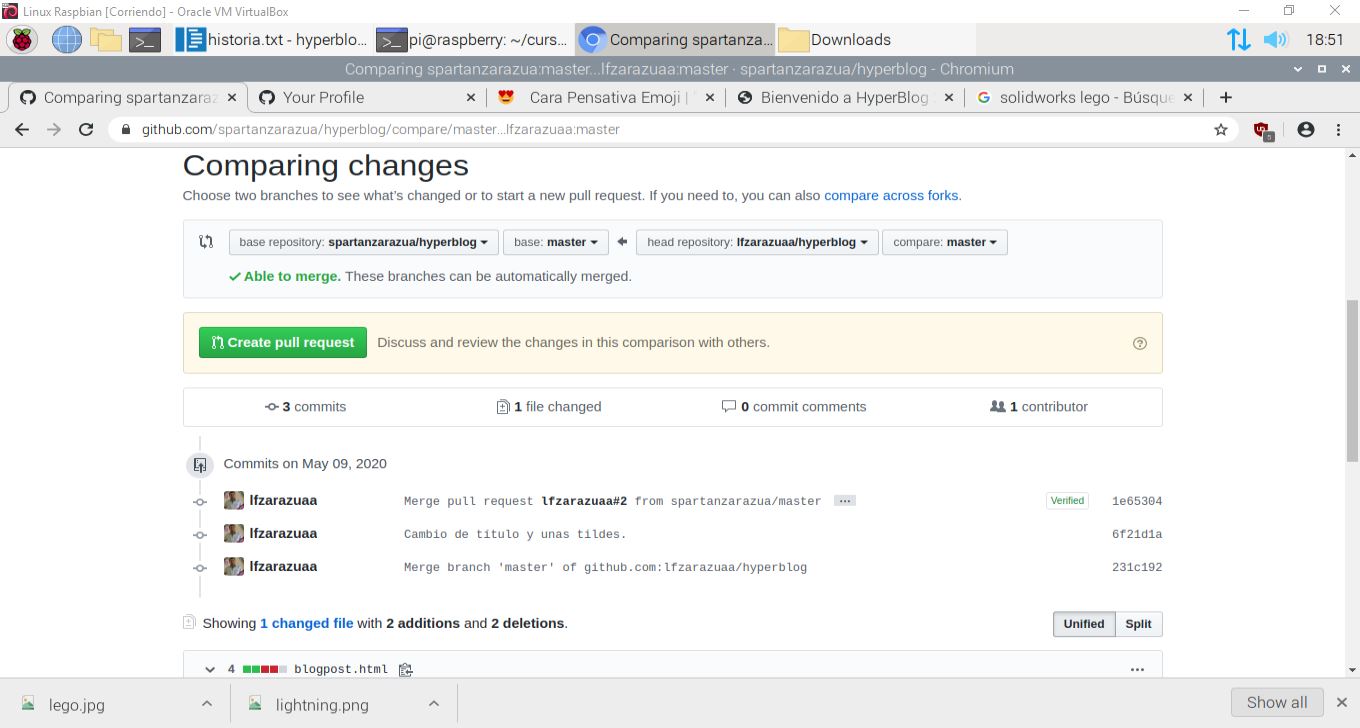 Linux Raspbian [Corriendo] - Oracle VM VirtualBox
historia.txt - hyperblo... pi@raspberry: ~/curs... Comparing spartanza... Downloads 18:51
Comparing spartanzarazua:master...lfzarazuaa:master · spartanzarazua/hyperblog - Chromium
Comparing spartanzaraz Your Profile Cara Pensativa Emoji | Bienvenido a HyperBlog solidworks lego - Búsque
github.com/spartanzarazua/hyperblog/compare/master...lfzarazuaa:master 5
Comparing changes
Choose two branches to see what's changed or to start a new pull request. If you need to, you can also compare across forks.
base repository: spartanzarazua/hyperblog base: master head repository: lfzarazuaa/hyperblog compare: master
Able to merge. These branches can be automatically merged.
Create pull request Discuss and review the changes in this comparison with others.
3 commits 1 file changed 0 commit comments 1 contributor
Commits on May 09, 2020
lfzarazuaa Merge pull request lfzarazuaa#2 from spartanzarazua/master ... Verified 1e65304
lfzarazuaa Cambio de título y unas tildes. 6f21d1a
lfzarazuaa Merge branch 'master' of github.com:lfzarazuaa/hyperblog 231c192
Showing 1 changed file with 2 additions and 2 deletions. Unified Split
4 blogpost.html ...
lego.jpg lightning.png Show all